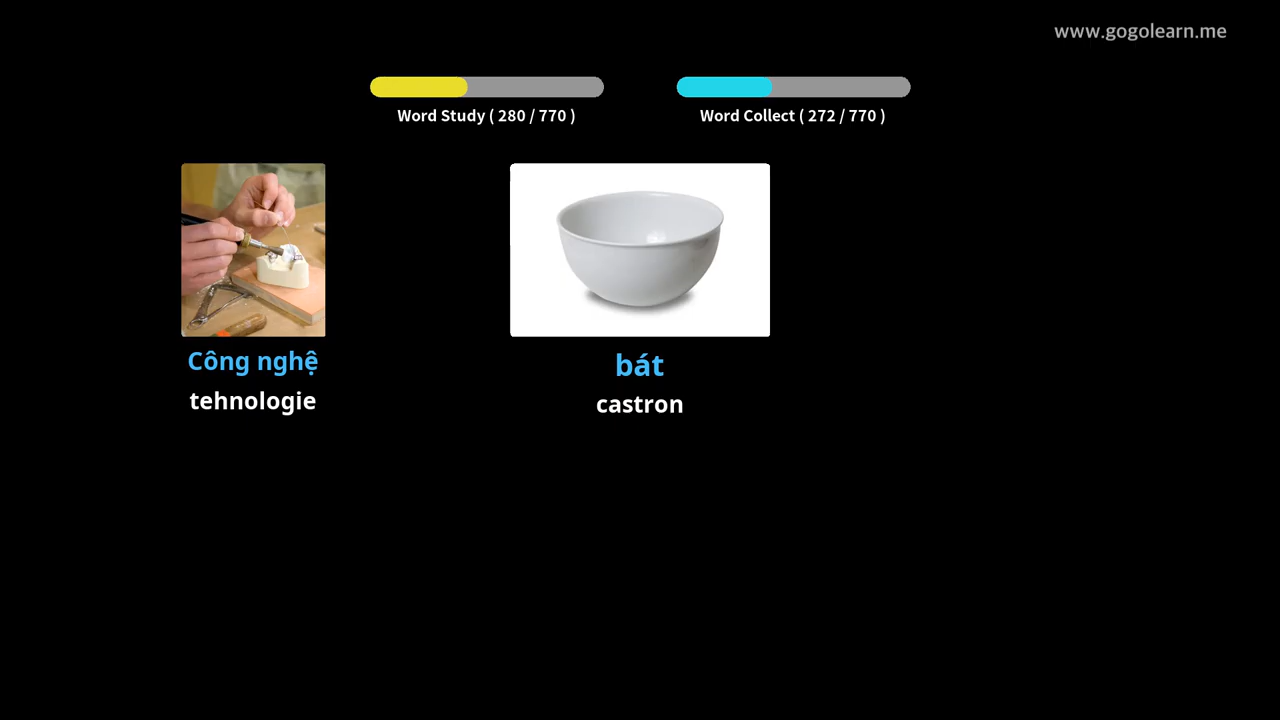 www.gogolearn.me
Word Study ( 280 / 770 )
Word Collect ( 272 / 770 )
Công nghệ
tehnologie
bát
castron